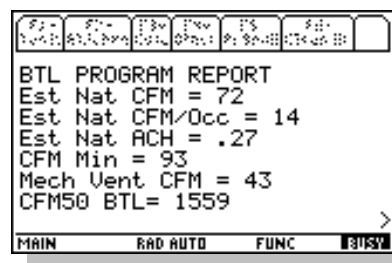 BTL PROGRAM REPORT
Est Nat CFM = 72
Est Nat CFM/Occ = 14
Est Nat ACH = .27
CFM Min = 93
Mech Vent CFM = 43
CFM50 BTL= 1559
>
MAIN RAD AUTO FUNC BUSY